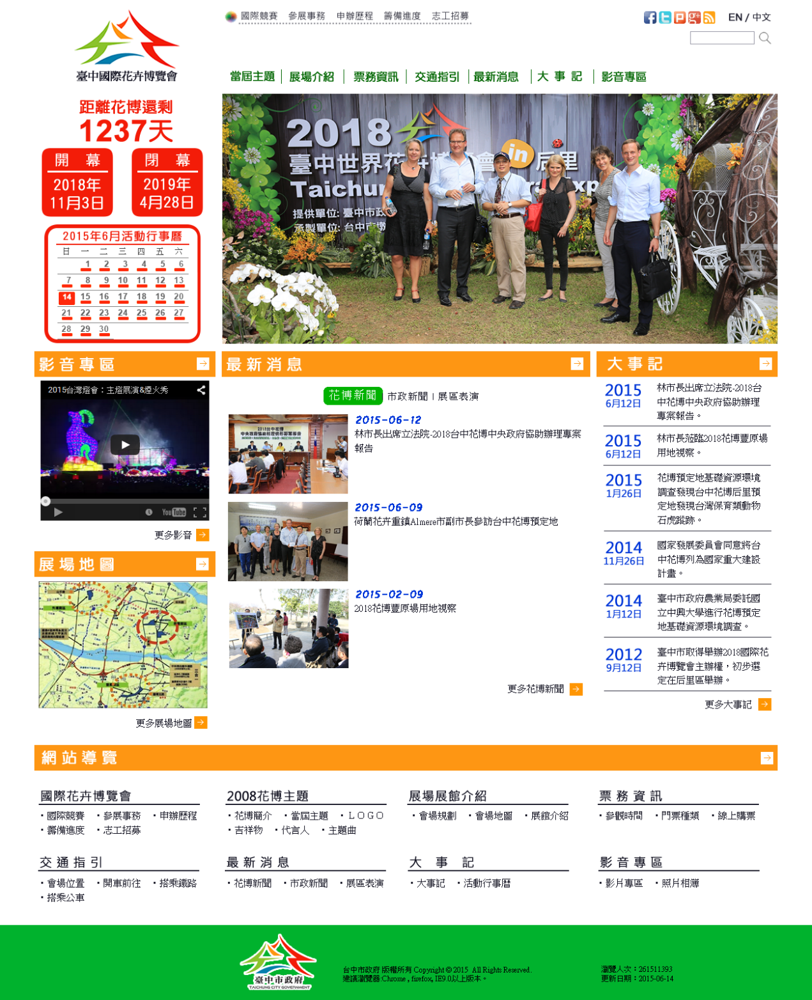 臺中國際花卉博覽會
國際競賽 參展事務 申辦歷程 籌備進度 志工招募
EN / 中文
當屆主題 展場介紹 票務資訊 交通指引 最新消息 大事記 影音專區
距離花博還剩
1237天
開幕
2018年
11月3日
閉幕
2019年
4月28日
2015年6月活動行事曆
日 一 二 三 四 五 六
1 2 3 4 5 6
7 8 9 10 11 12 13
14 15 16 17 18 19 20
21 22 23 24 25 26 27
28 29 30
2018
臺中世界花卉博覽會 in 后里
Taichu
ers Exp
提供單位: 臺中市政
承製單位: 台中市墩
影音專區
2015台灣燈會：主燈展演&煙火秀
YouTube
更多影音
展場地圖
更多展場地圖
最新消息
花博新聞 市政新聞 | 展區表演
2015-06-12
林市長出席立法院-2018台中花博中央政府協助辦理專案
報告
2015-06-09
荷蘭花卉重鎮Almere市副市長參訪台中花博預定地
2015-02-09
2018花博豐原場用地視察
更多花博新聞
大事記
2015
6月12日
林市長出席立法院-2018台
中花博中央政府協助辦理
專案報告。
2015
6月12日
林市長蒞臨2018花博豐原場
用地視察。
2015
1月26日
花博預定地基礎資源環境
調查發現台中花博后里預
定地發現台灣保育類動物
石虎蹤跡。
2014
11月26日
國家發展委員會同意將台
中花博列為國家重大建設
計畫。
2014
1月12日
臺中市政府農業局委託國
立中興大學進行花博預定
地基礎資源環境調查。
2012
9月12日
臺中市取得舉辦2018國際花
卉博覽會主辦權，初步選
定在后里區舉辦。
更多大事記
網站導覽
國際花卉博覽會
・國際競賽 ・參展事務 ・申辦歷程
・籌備進度 ・志工招募
2008花博主題
・花博簡介 ・當屆主題 ・ＬＯＧＯ
・吉祥物 ・代言人 ・主題曲
展場展館介紹
・會場規劃 ・會場地圖 ・展館介紹
票務資訊
・參觀時間 ・門票種類 ・線上購票
交通指引
・會場位置 ・開車前往 ・搭乘鐵路
・搭乘公車
最新消息
・花博新聞 ・市政新聞 ・展區表演
大事記
・大事記 ・活動行事曆
影音專區
・影片專區 ・照片相簿
臺中市政府
TAICHUNG CITY GOVERNMENT
台中市政府 版權所有 Copyright © 2015 All Rights Reserved.
建議瀏覽器:Chrome , firefox, IE9.0以上版本。
瀏覽人次：261511393
更新日期：2015-06-14